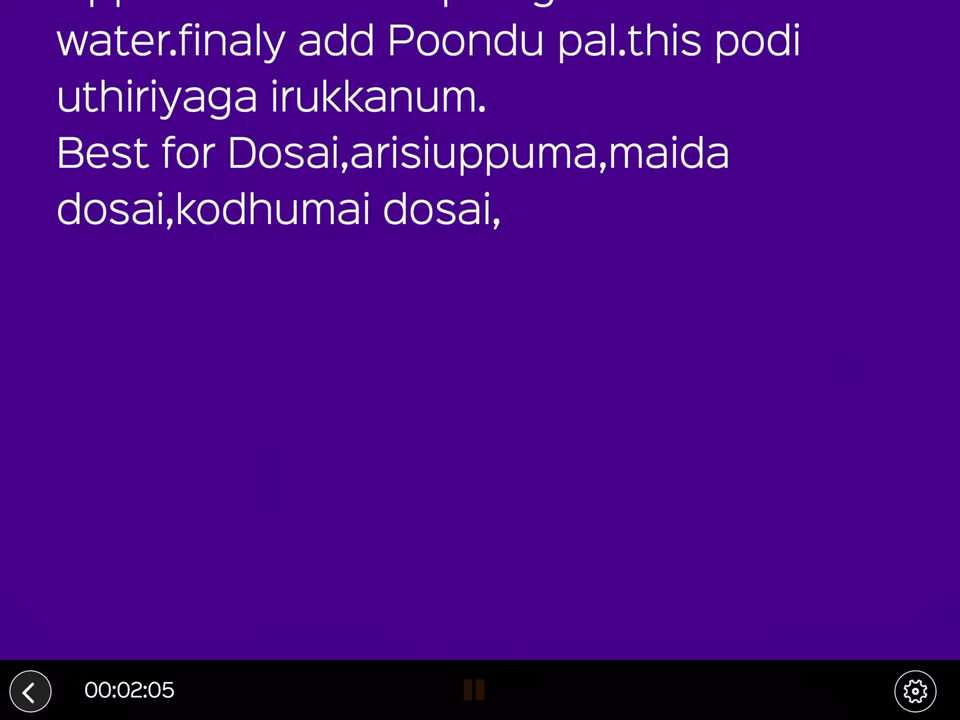 water.finaly add Poondu pal.this podi
uthiriyaga irukkanum.
Best for Dosai,arisiuppuma,maida
dosai,kodhumai dosai,
00:02:05